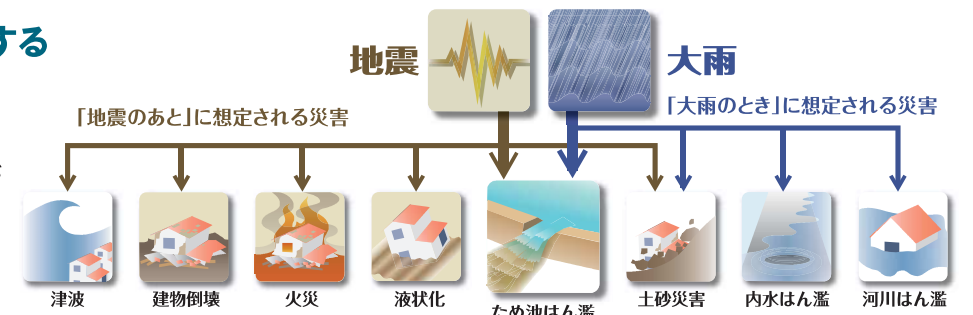 する
地震
大雨
「地震のあと」に想定される災害
「大雨のとき」に想定される災害
津波
建物倒壊
火災
液状化
ため池はん濫
土砂災害
内水はん濫
河川はん濫